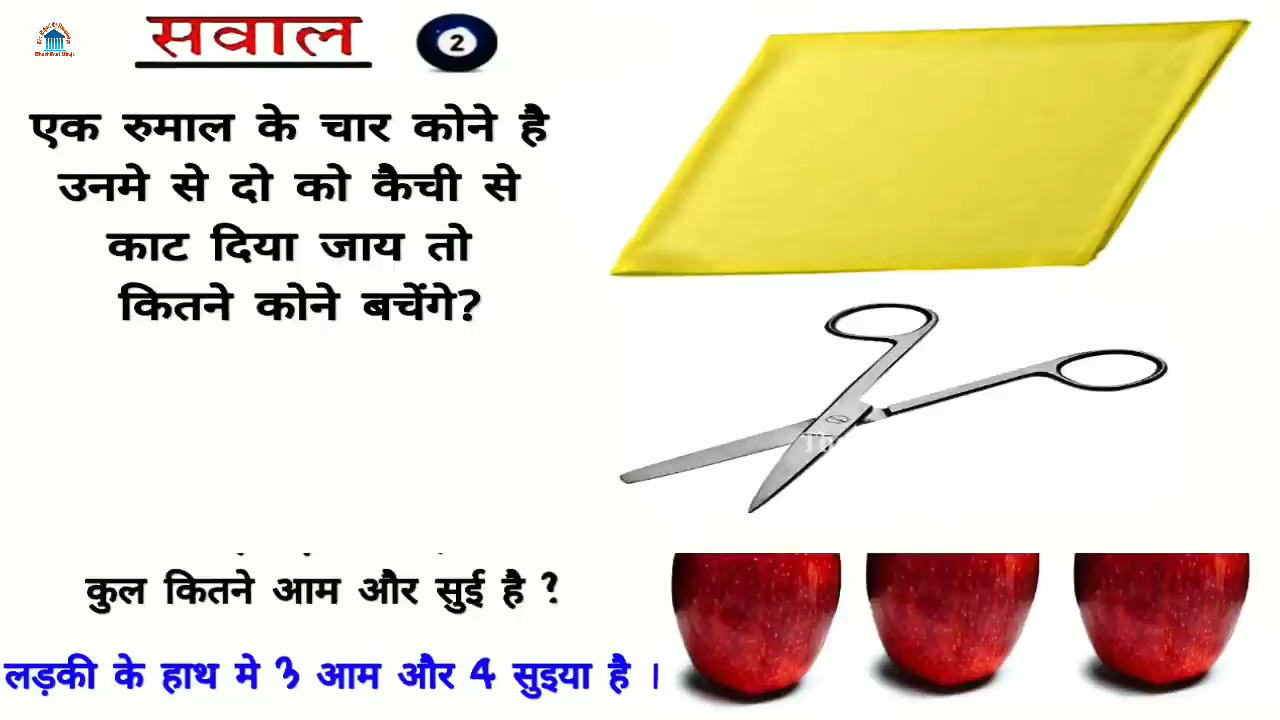 सवाल
2
एक रुमाल के चार कोने है
उनमे से दो को कैची से
काट दिया जाय तो
कितने कोने बचेंगे?
कुल कितने आम और सुई है ?
लड़की के हाथ मे 3 आम और 4 सुइया है ।